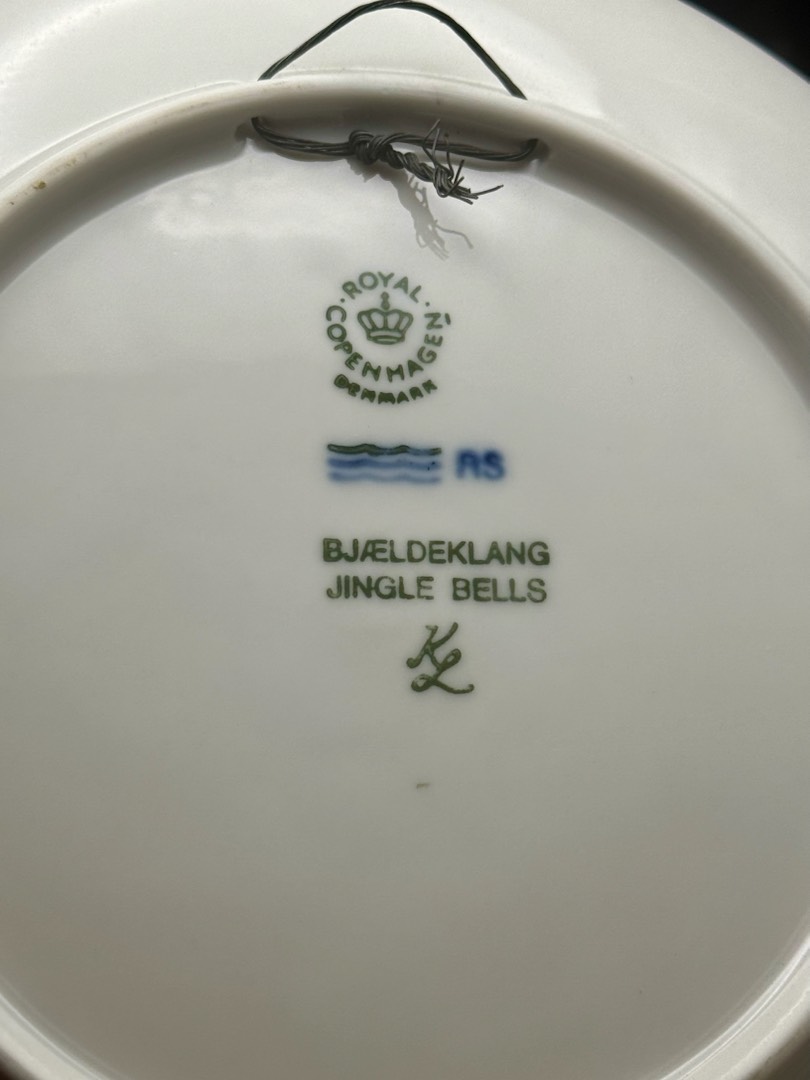 ROYAL
COPENHAGEN
DENMARK
RS
BJÆLDEKLANG
JINGLE BELLS
KL